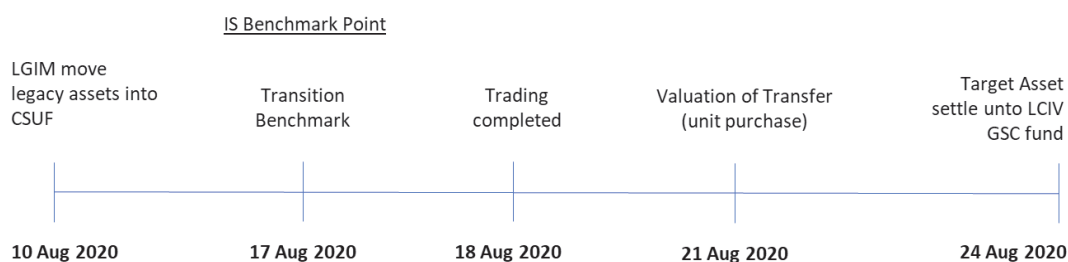 IS Benchmark Point
LGIM move
legacy assets into
CSUF
Transition
Benchmark
Trading
completed
Valuation of Transfer
(unit purchase)
Target Asset
settle unto LCIV
GSC fund
10 Aug 2020
17 Aug 2020
18 Aug 2020
21 Aug 2020
24 Aug 2020